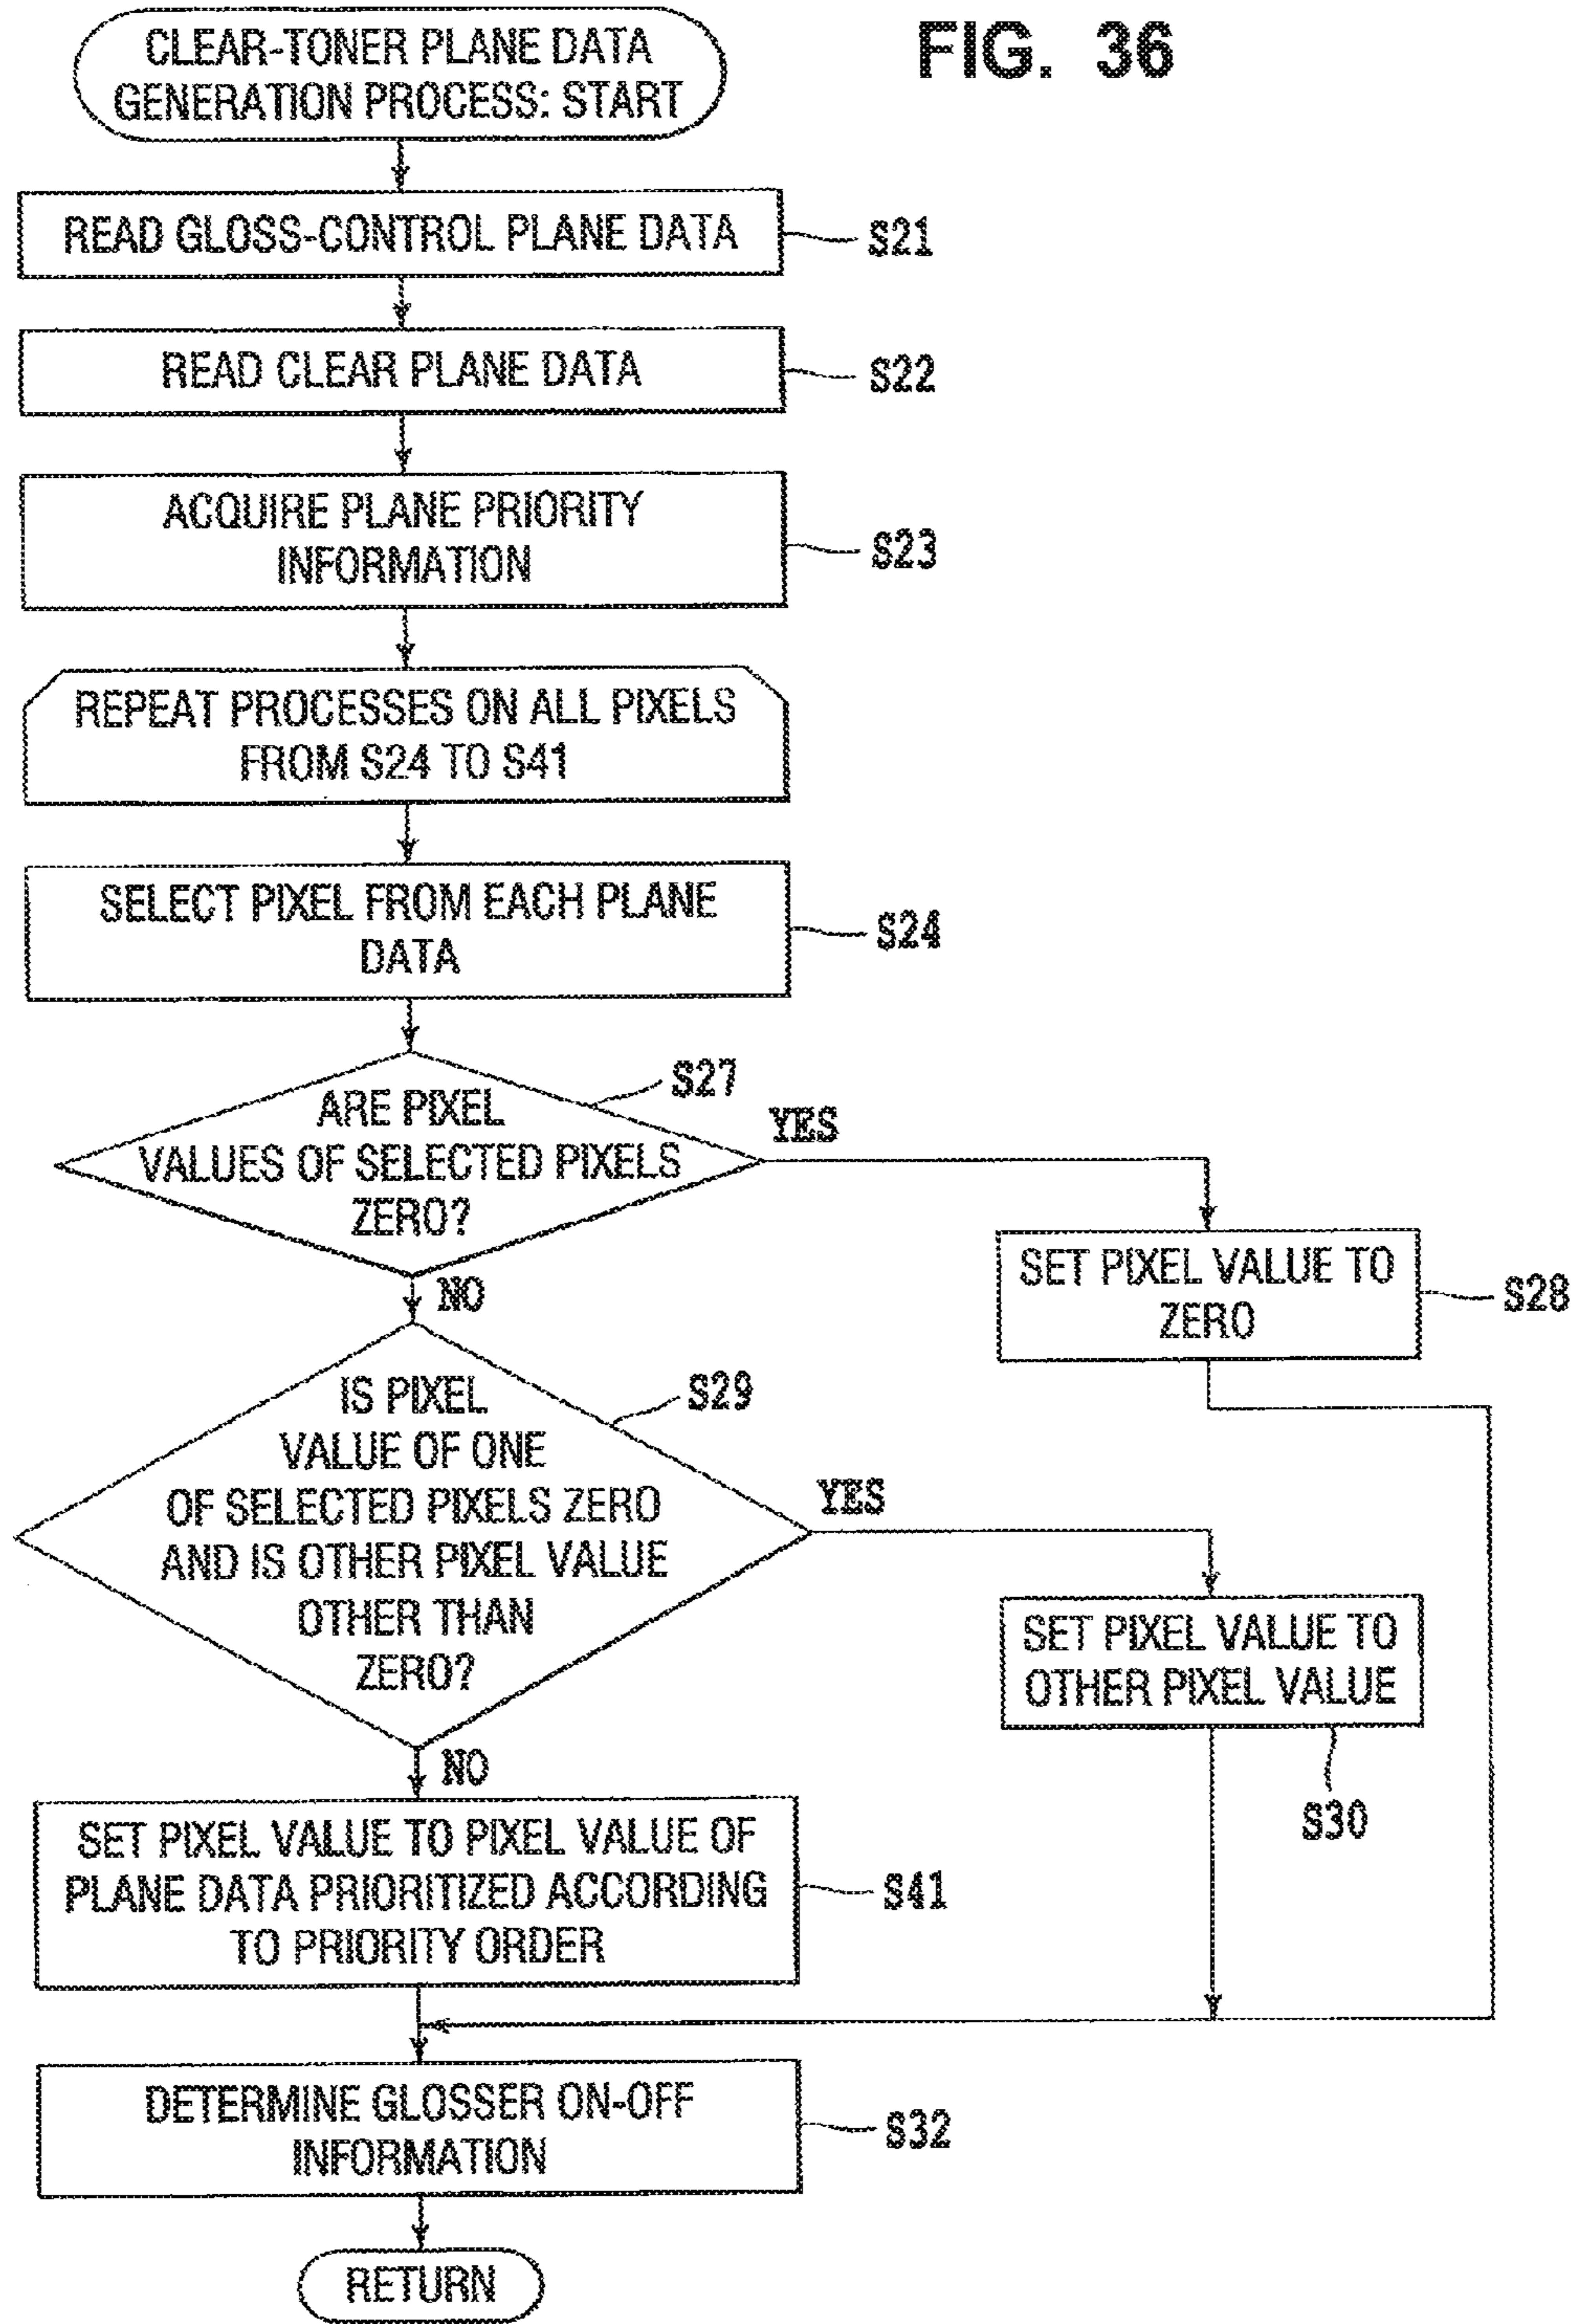 FIG. 36
CLEAR-TONER PLANE DATA
GENERATION PROCESS: START
READ GLOSS-CONTROL PLANE DATA
S21
READ CLEAR PLANE DATA
S22
ACQUIRE PLANE PRIORITY
INFORMATION
S23
REPEAT PROCESSES ON ALL PIXELS
FROM S24 TO S41
SELECT PIXEL FROM EACH PLANE
DATA
S24
S27
ARE PIXEL
VALUES OF SELECTED PIXELS
ZERO?
YES
NO
SET PIXEL VALUE TO
ZERO
S28
S29
IS PIXEL
VALUE OF ONE
OF SELECTED PIXELS ZERO
AND IS OTHER PIXEL VALUE
OTHER THAN
ZERO?
YES
NO
SET PIXEL VALUE TO
OTHER PIXEL VALUE
S30
SET PIXEL VALUE TO PIXEL VALUE OF
PLANE DATA PRIORITIZED ACCORDING
TO PRIORITY ORDER
S41
DETERMINE GLOSSER ON-OFF
INFORMATION
S32
RETURN